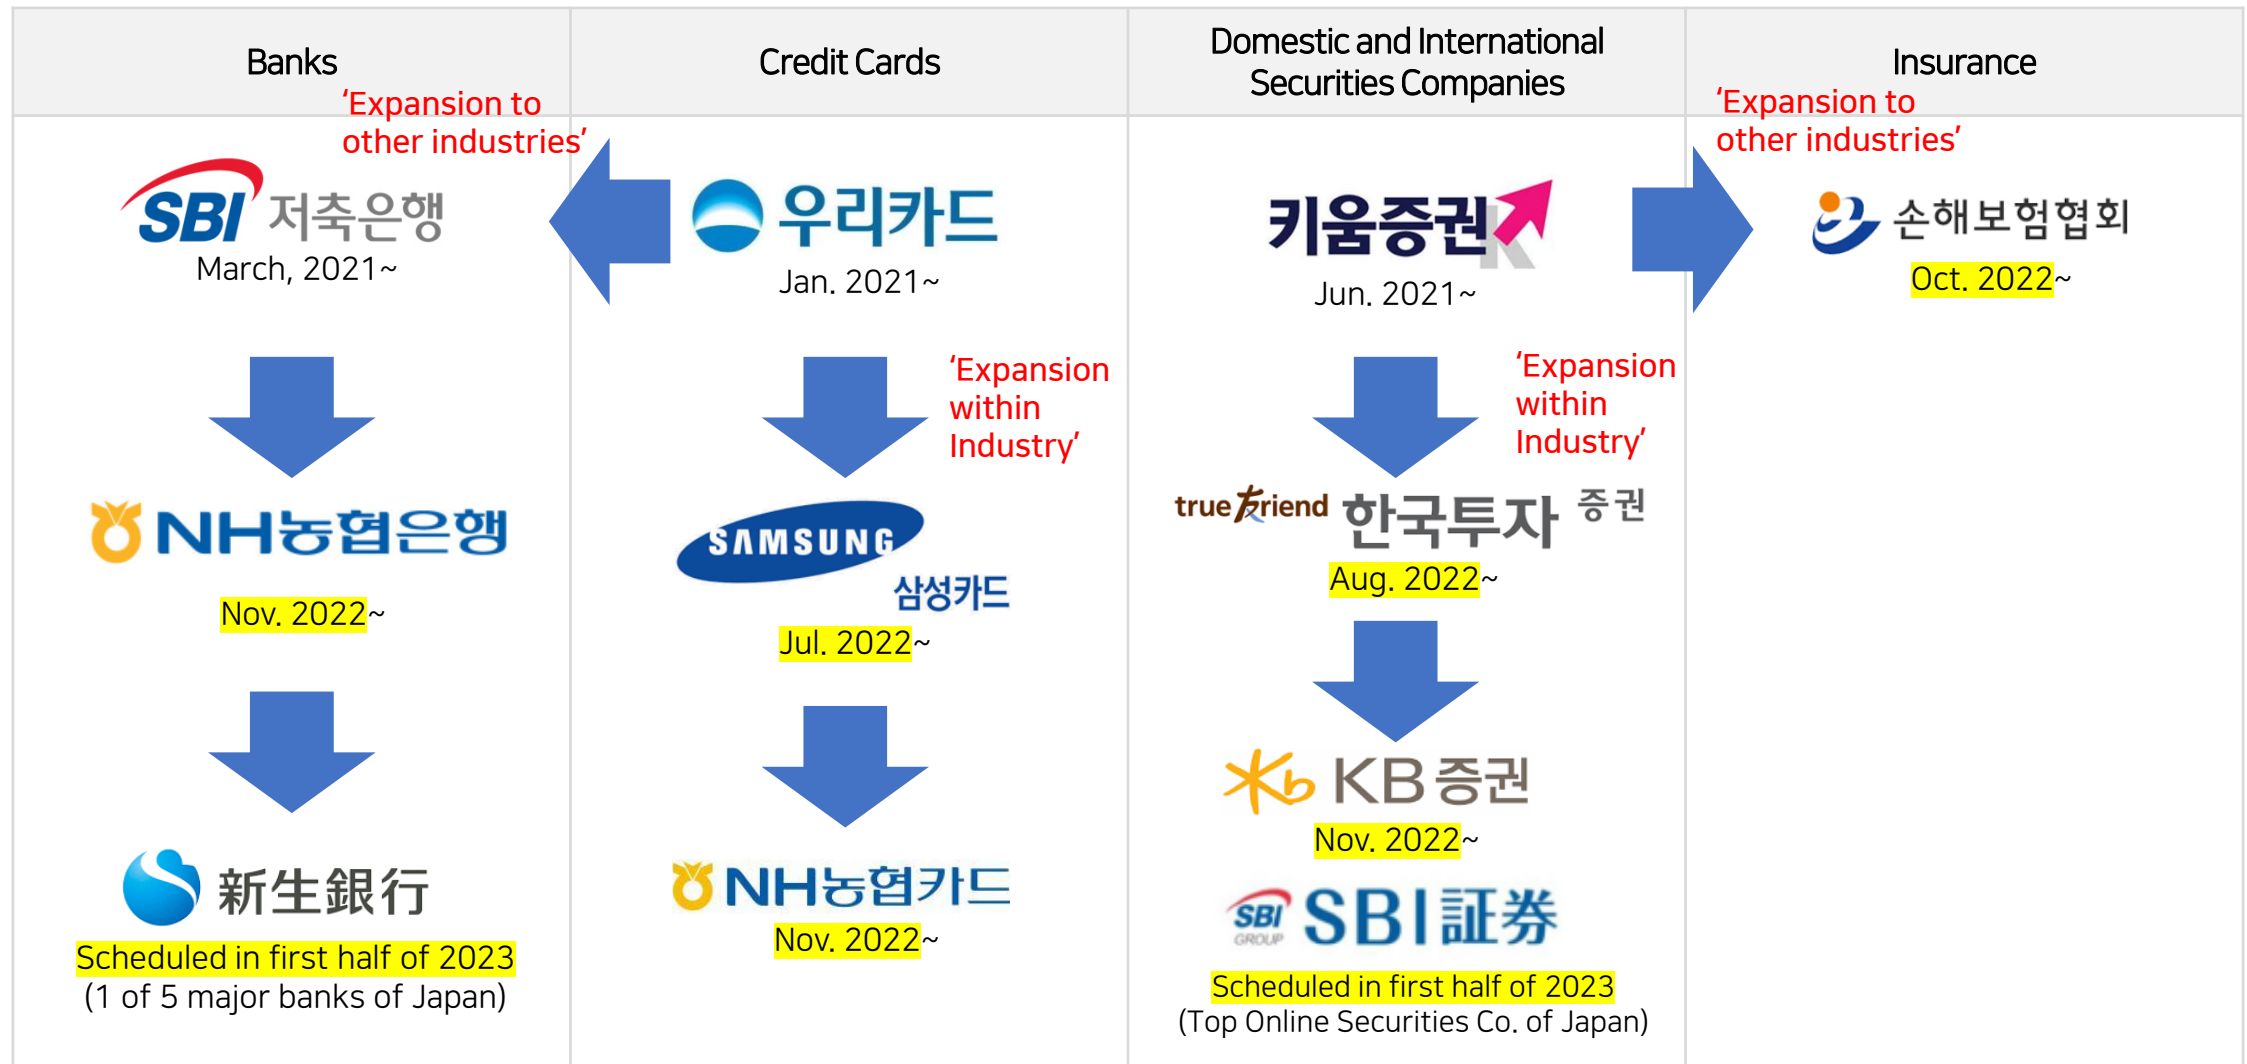 Banks
Credit Cards
Domestic and International
Securities Companies
Insurance
‘Expansion to
other industries’
SBI 저축은행
March, 2021~
NH농협은행
Nov. 2022~
新生銀行
Scheduled in first half of 2023
(1 of 5 major banks of Japan)
우리카드
Jan. 2021~
‘Expansion
within
Industry’
SAMSUNG
삼성카드
Jul. 2022~
NH농협카드
Nov. 2022~
키움증권
Jun. 2021~
‘Expansion
within
Industry’
true friend 한국투자 증권
Aug. 2022~
Kb KB증권
Nov. 2022~
SBI GROUP SBI証券
Scheduled in first half of 2023
(Top Online Securities Co. of Japan)
‘Expansion to
other industries’
손해보험협회
Oct. 2022~